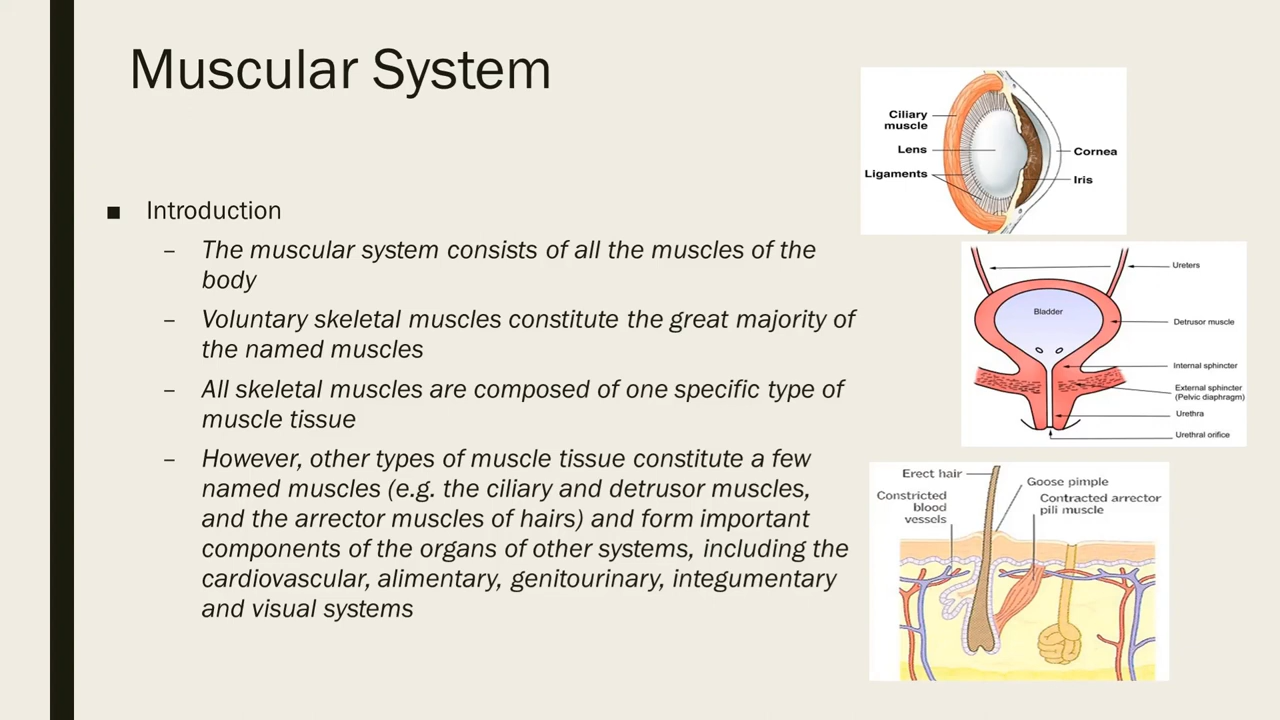 Muscular System
■ Introduction
– The muscular system consists of all the muscles of the
body
– Voluntary skeletal muscles constitute the great majority of
the named muscles
– All skeletal muscles are composed of one specific type of
muscle tissue
– However, other types of muscle tissue constitute a few
named muscles (e.g. the ciliary and detrusor muscles,
and the arrector muscles of hairs) and form important
components of the organs of other systems, including the
cardiovascular, alimentary, genitourinary, integumentary
and visual systems
Ciliary
muscle
Lens
Ligaments
Cornea
Iris
Ureters
Bladder
Detrusor muscle
Internal sphincter
External sphincter
(Pelvic diaphragm)
Urethra
Urethral orifice
Erect hair
Goose pimple
Constricted
blood
vessels
Contracted arrector
pili muscle